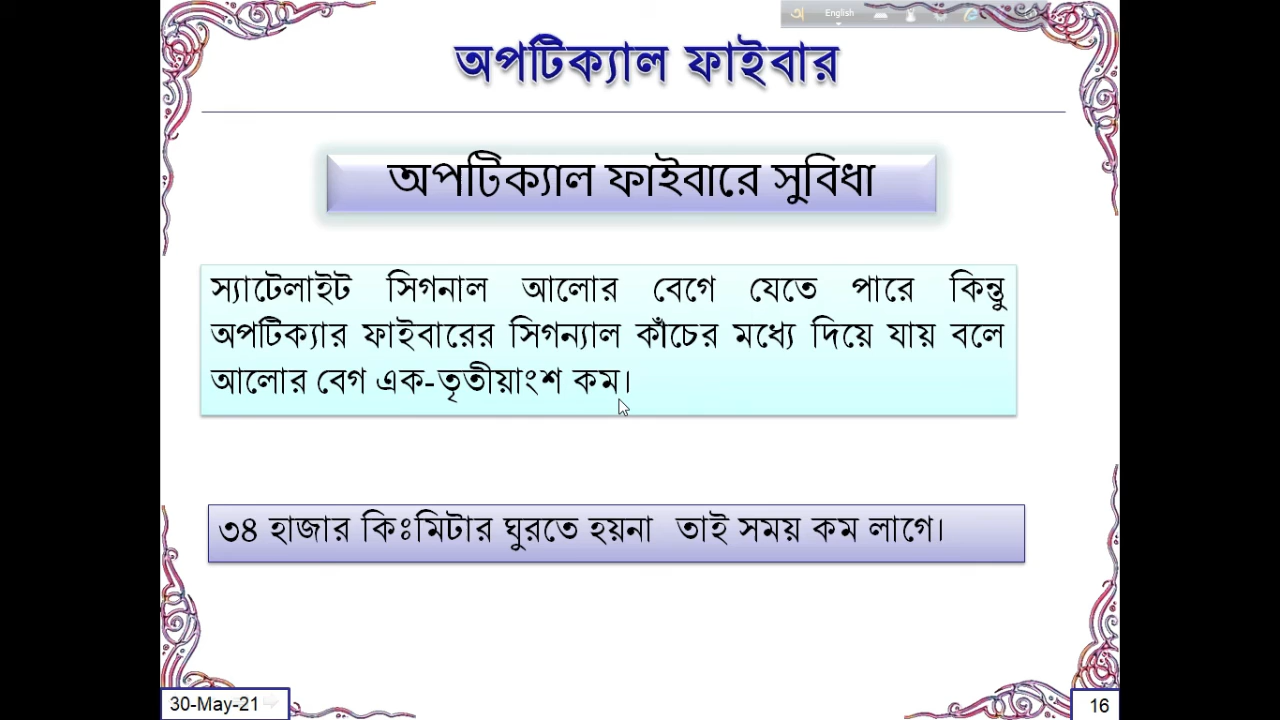 অ English
অপটিক্যাল ফাইবার
অপটিক্যাল ফাইবারে সুবিধা
স্যাটেলাইট সিগনাল আলোর বেগে যেতে পারে কিন্তু
অপটিক্যার ফাইবারের সিগন্যাল কাঁচের মধ্যে দিয়ে যায় বলে
আলোর বেগ এক-তৃতীয়াংশ কম।
৩৪ হাজার কিঃমিটার ঘুরতে হয়না তাই সময় কম লাগে।
30-May-21
16